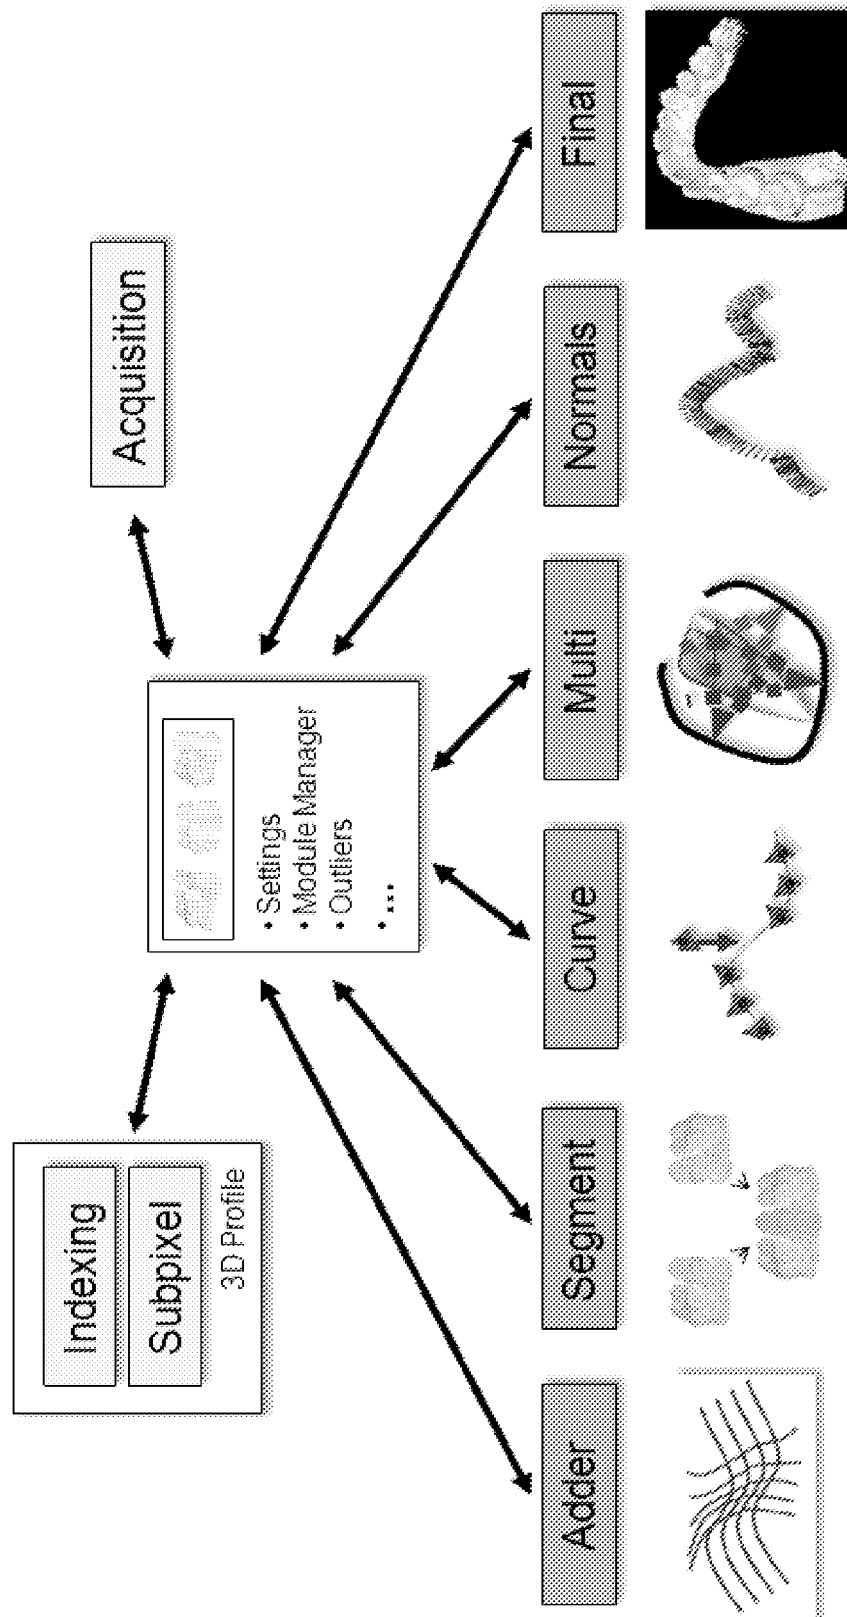 Indexing
Subpixel
3D Profile
Acquisition
• Settings
• Module Manager
• Outliers
• ...
Adder
Segment
Curve
Multi
Normals
Final